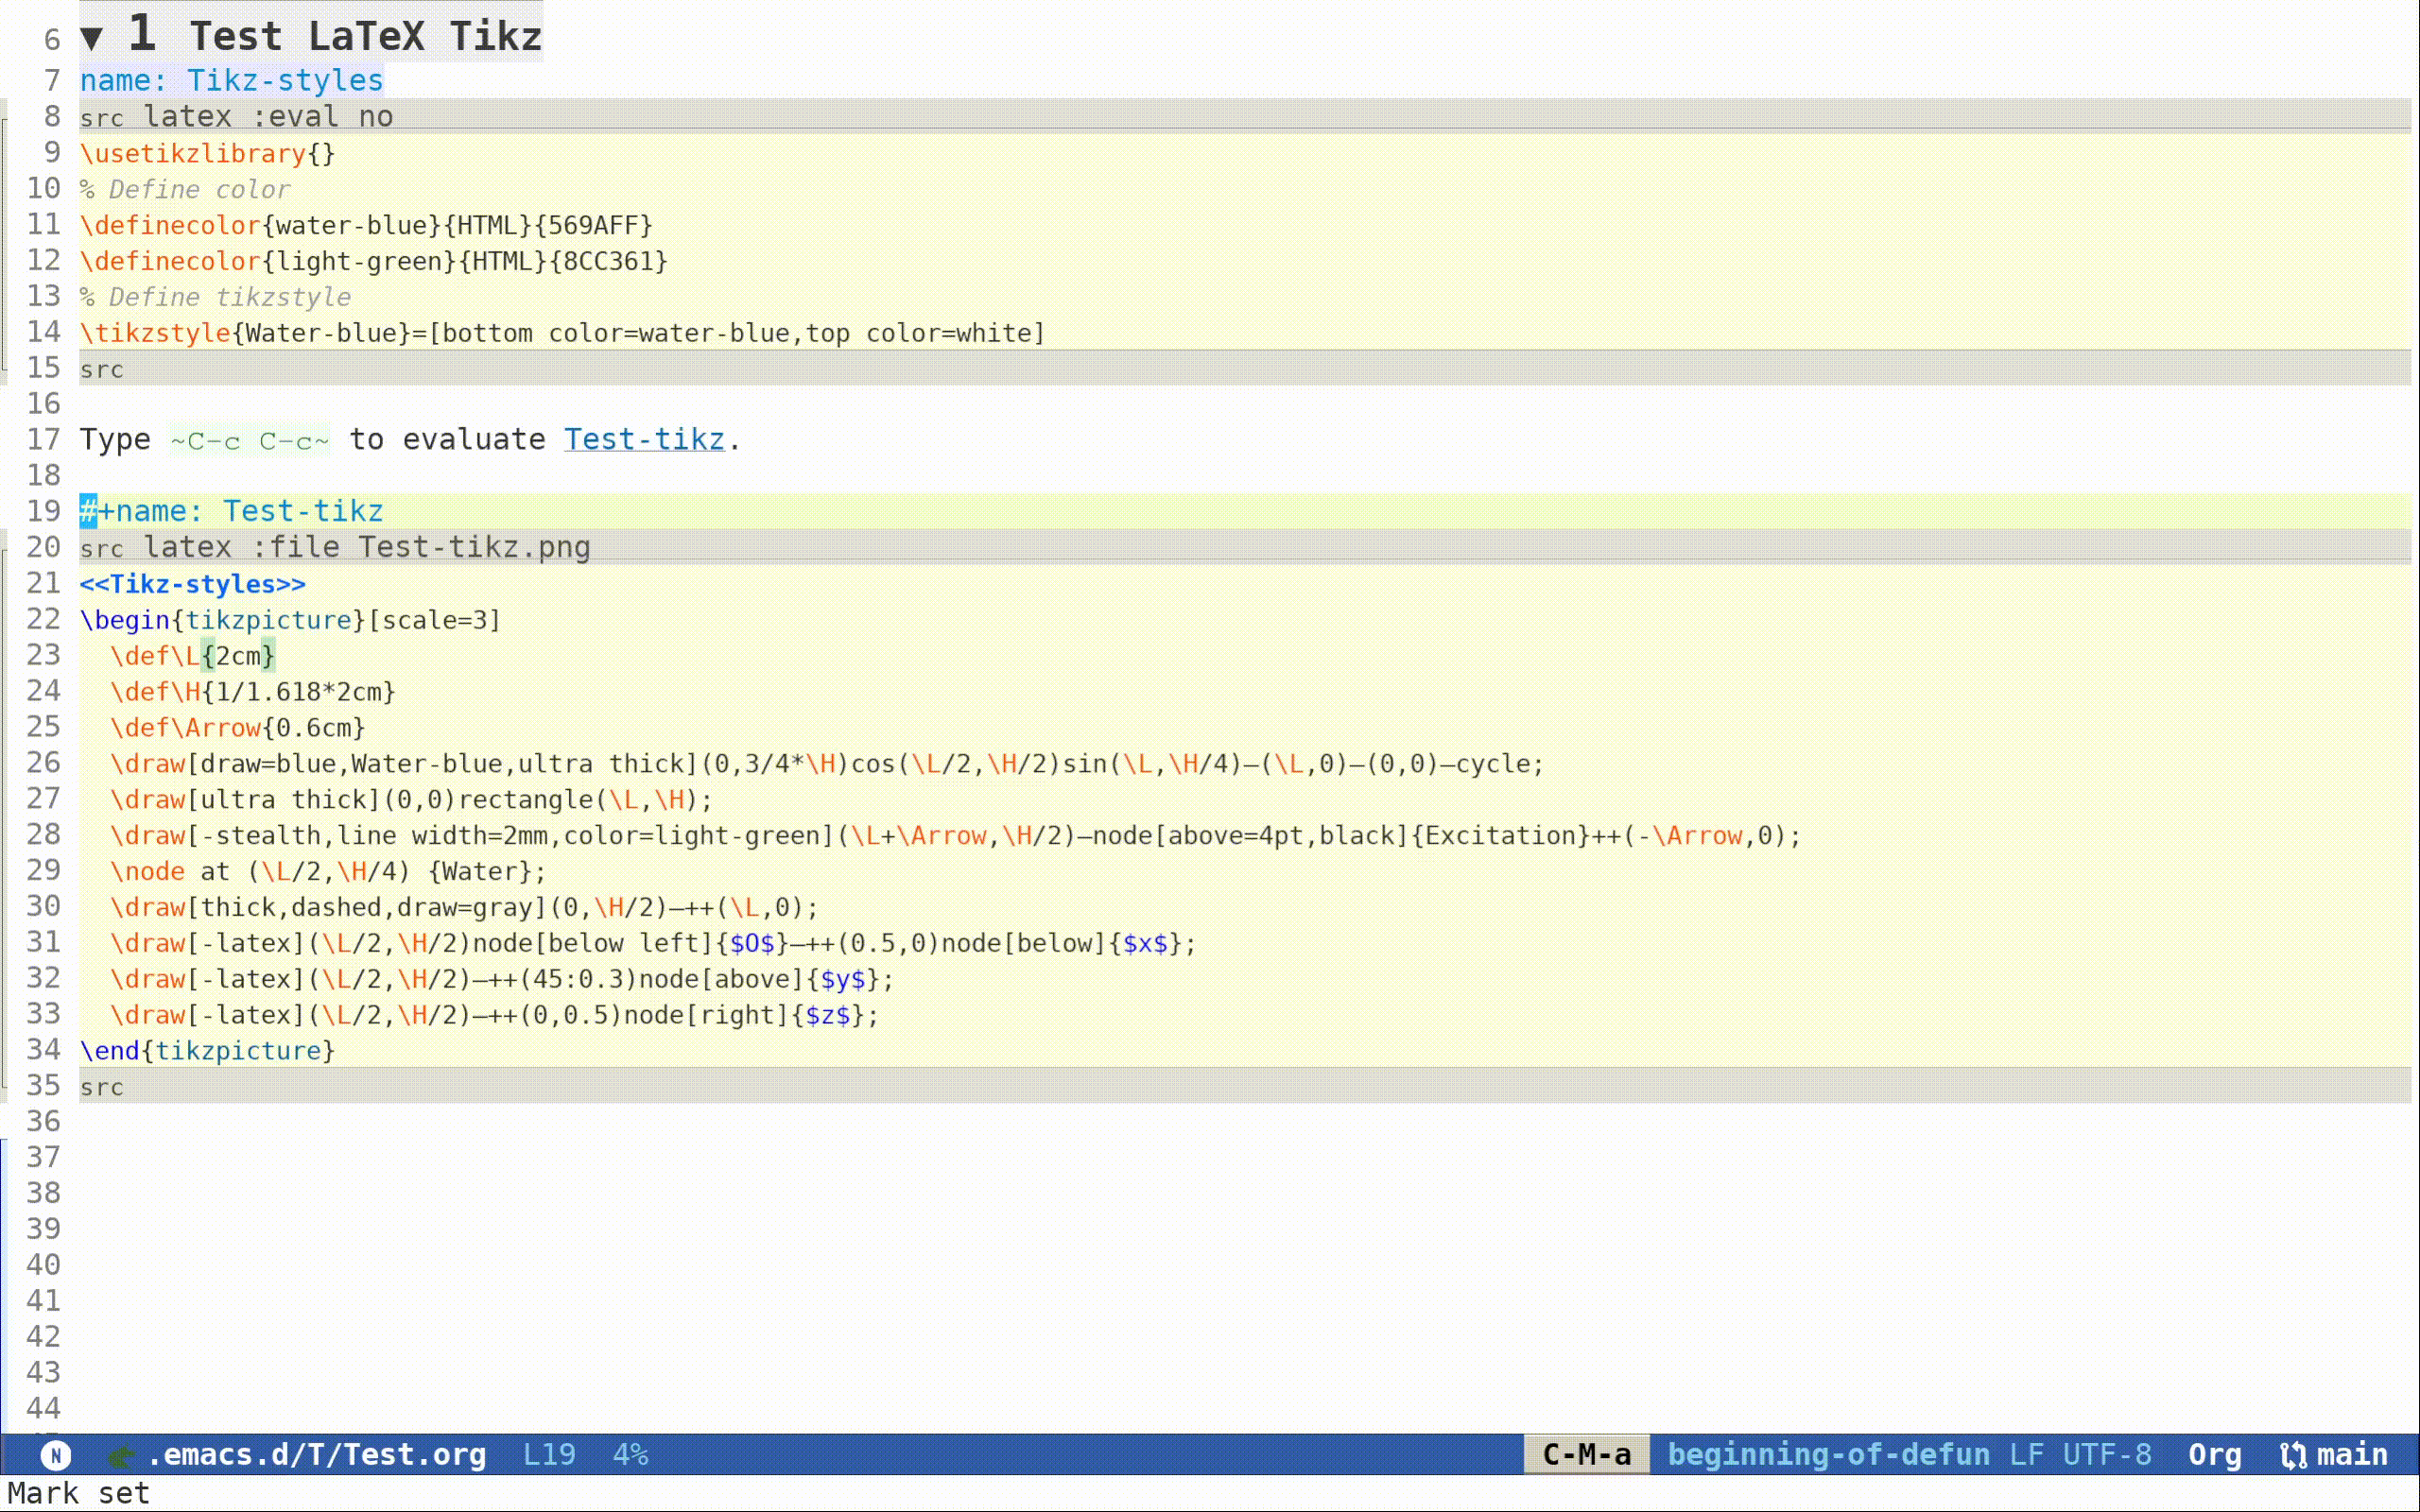 6 ▼ 1 Test LaTeX Tikz
7 name: Tikz-styles
8 src latex :eval no
9 \usetikzlibrary{}
10 % Define color
11 \definecolor{water-blue}{HTML}{569AFF}
12 \definecolor{light-green}{HTML}{8CC361}
13 % Define tikzstyle
14 \tikzstyle{Water-blue}=[bottom color=water-blue,top color=white]
15 src
16
17 Type ~C-c C-c~ to evaluate Test-tikz.
18
19 #+name: Test-tikz
20 src latex :file Test-tikz.png
21 <<Tikz-styles>>
22 \begin{tikzpicture}[scale=3]
23 \def\L{2cm}
24 \def\H{1/1.618*2cm}
25 \def\Arrow{0.6cm}
26 \draw[draw=blue,Water-blue,ultra thick](0,3/4*\H)cos(\L/2,\H/2)sin(\L,\H/4)—(\L,0)—(0,0)—cycle;
27 \draw[ultra thick](0,0)rectangle(\L,\H);
28 \draw[-stealth,line width=2mm,color=light-green](\L+\Arrow,\H/2)—node[above=4pt,black]{Excitation}++(-\Arrow,0);
29 \node at (\L/2,\H/4) {Water};
30 \draw[thick,dashed,draw=gray](0,\H/2)—++(\L,0);
31 \draw[-latex](\L/2,\H/2)node[below left]{$O$}—++(0.5,0)node[below]{$x$};
32 \draw[-latex](\L/2,\H/2)—++(45:0.3)node[above]{$y$};
33 \draw[-latex](\L/2,\H/2)—++(0,0.5)node[right]{$z$};
34 \end{tikzpicture}
35 src
36
37
38
39
40
41
42
43
44
N .emacs.d/T/Test.org L19 4% C-M-a beginning-of-defun LF UTF-8 Org main
Mark set